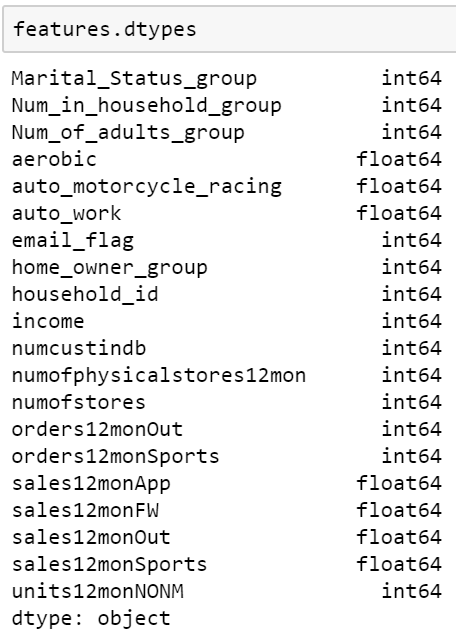 features.dtypes
Marital_Status_group int64
Num_in_household_group int64
Num_of_adults_group int64
aerobic float64
auto_motorcycle_racing float64
auto_work float64
email_flag int64
home_owner_group int64
household_id int64
income int64
numcustindb int64
numofphysicalstores12mon int64
numofstores int64
orders12monOut int64
orders12monSports int64
sales12monApp float64
sales12monFW float64
sales12monOut float64
sales12monSports float64
units12monNONM int64
dtype: object